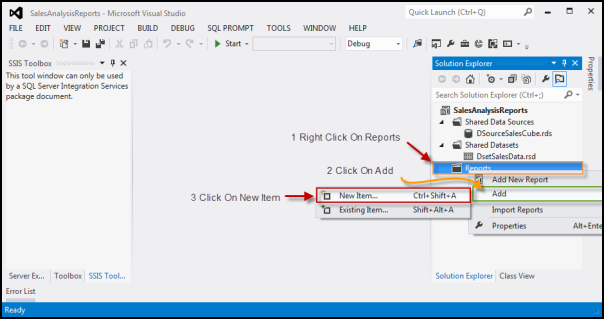 SalesAnalysisReports - Microsoft Visual Studio
Quick Launch (Ctrl+Q)
FILE EDIT VIEW DEBUG SQL PROMPT TOOLS WINDOW HELP
Start
Debug
SSIS Toolbox
This tool window can only be used
by a SQL Server Integration Services
package document.
Solution Explorer
Search Solution Explorer (Ctrl+;)
SalesAnalysisReports
Shared Data Sources
DSourceSalesCube.rds
Shared Datasets
DsetSalesData.rsd
Reports
Properties
1 Right Click On Reports
2 Click On Add
3 Click On New Item
Add New Report
Add
Import Reports
Properties Alt+Ente
New Item... Ctrl+Shift+A
Existing Item... Shift+Alt+A
Server Ex... Toolbox SSIS Tool...
Solution Explorer Class View
Error List
Ready